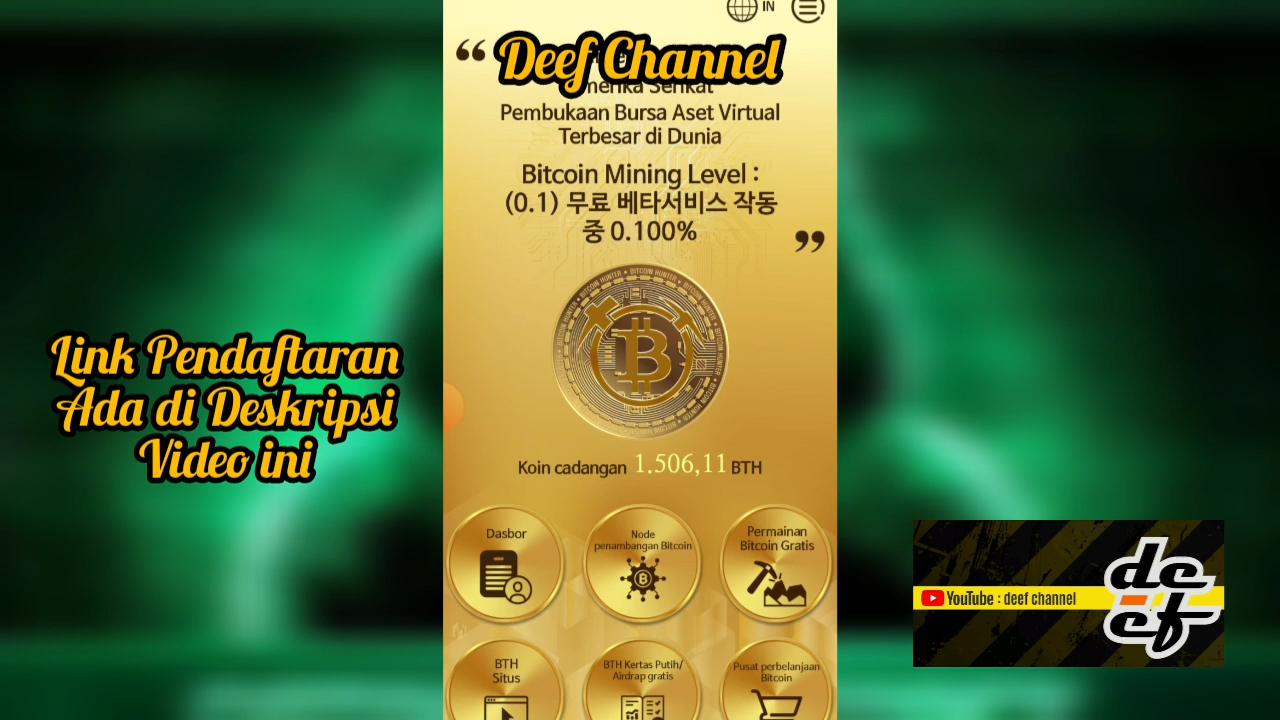 IN
Deef Channel
Pembukaan Bursa Aset Virtual
Terbesar di Dunia
Bitcoin Mining Level :
(0.1) 무료 베타서비스 작동
중 0.100%
BITCOIN HUNTER
Koin cadangan 1.506,11 BTH
Dasbor
Node
penambangan Bitcoin
Permainan
Bitcoin Gratis
BTH
Situs
BTH Kertas Putih/
Airdrap gratis
Pusat perbelanjaan
Bitcoin
Link Pendaftaran
Ada di Deskripsi
Video ini
YouTube : deef channel
deef